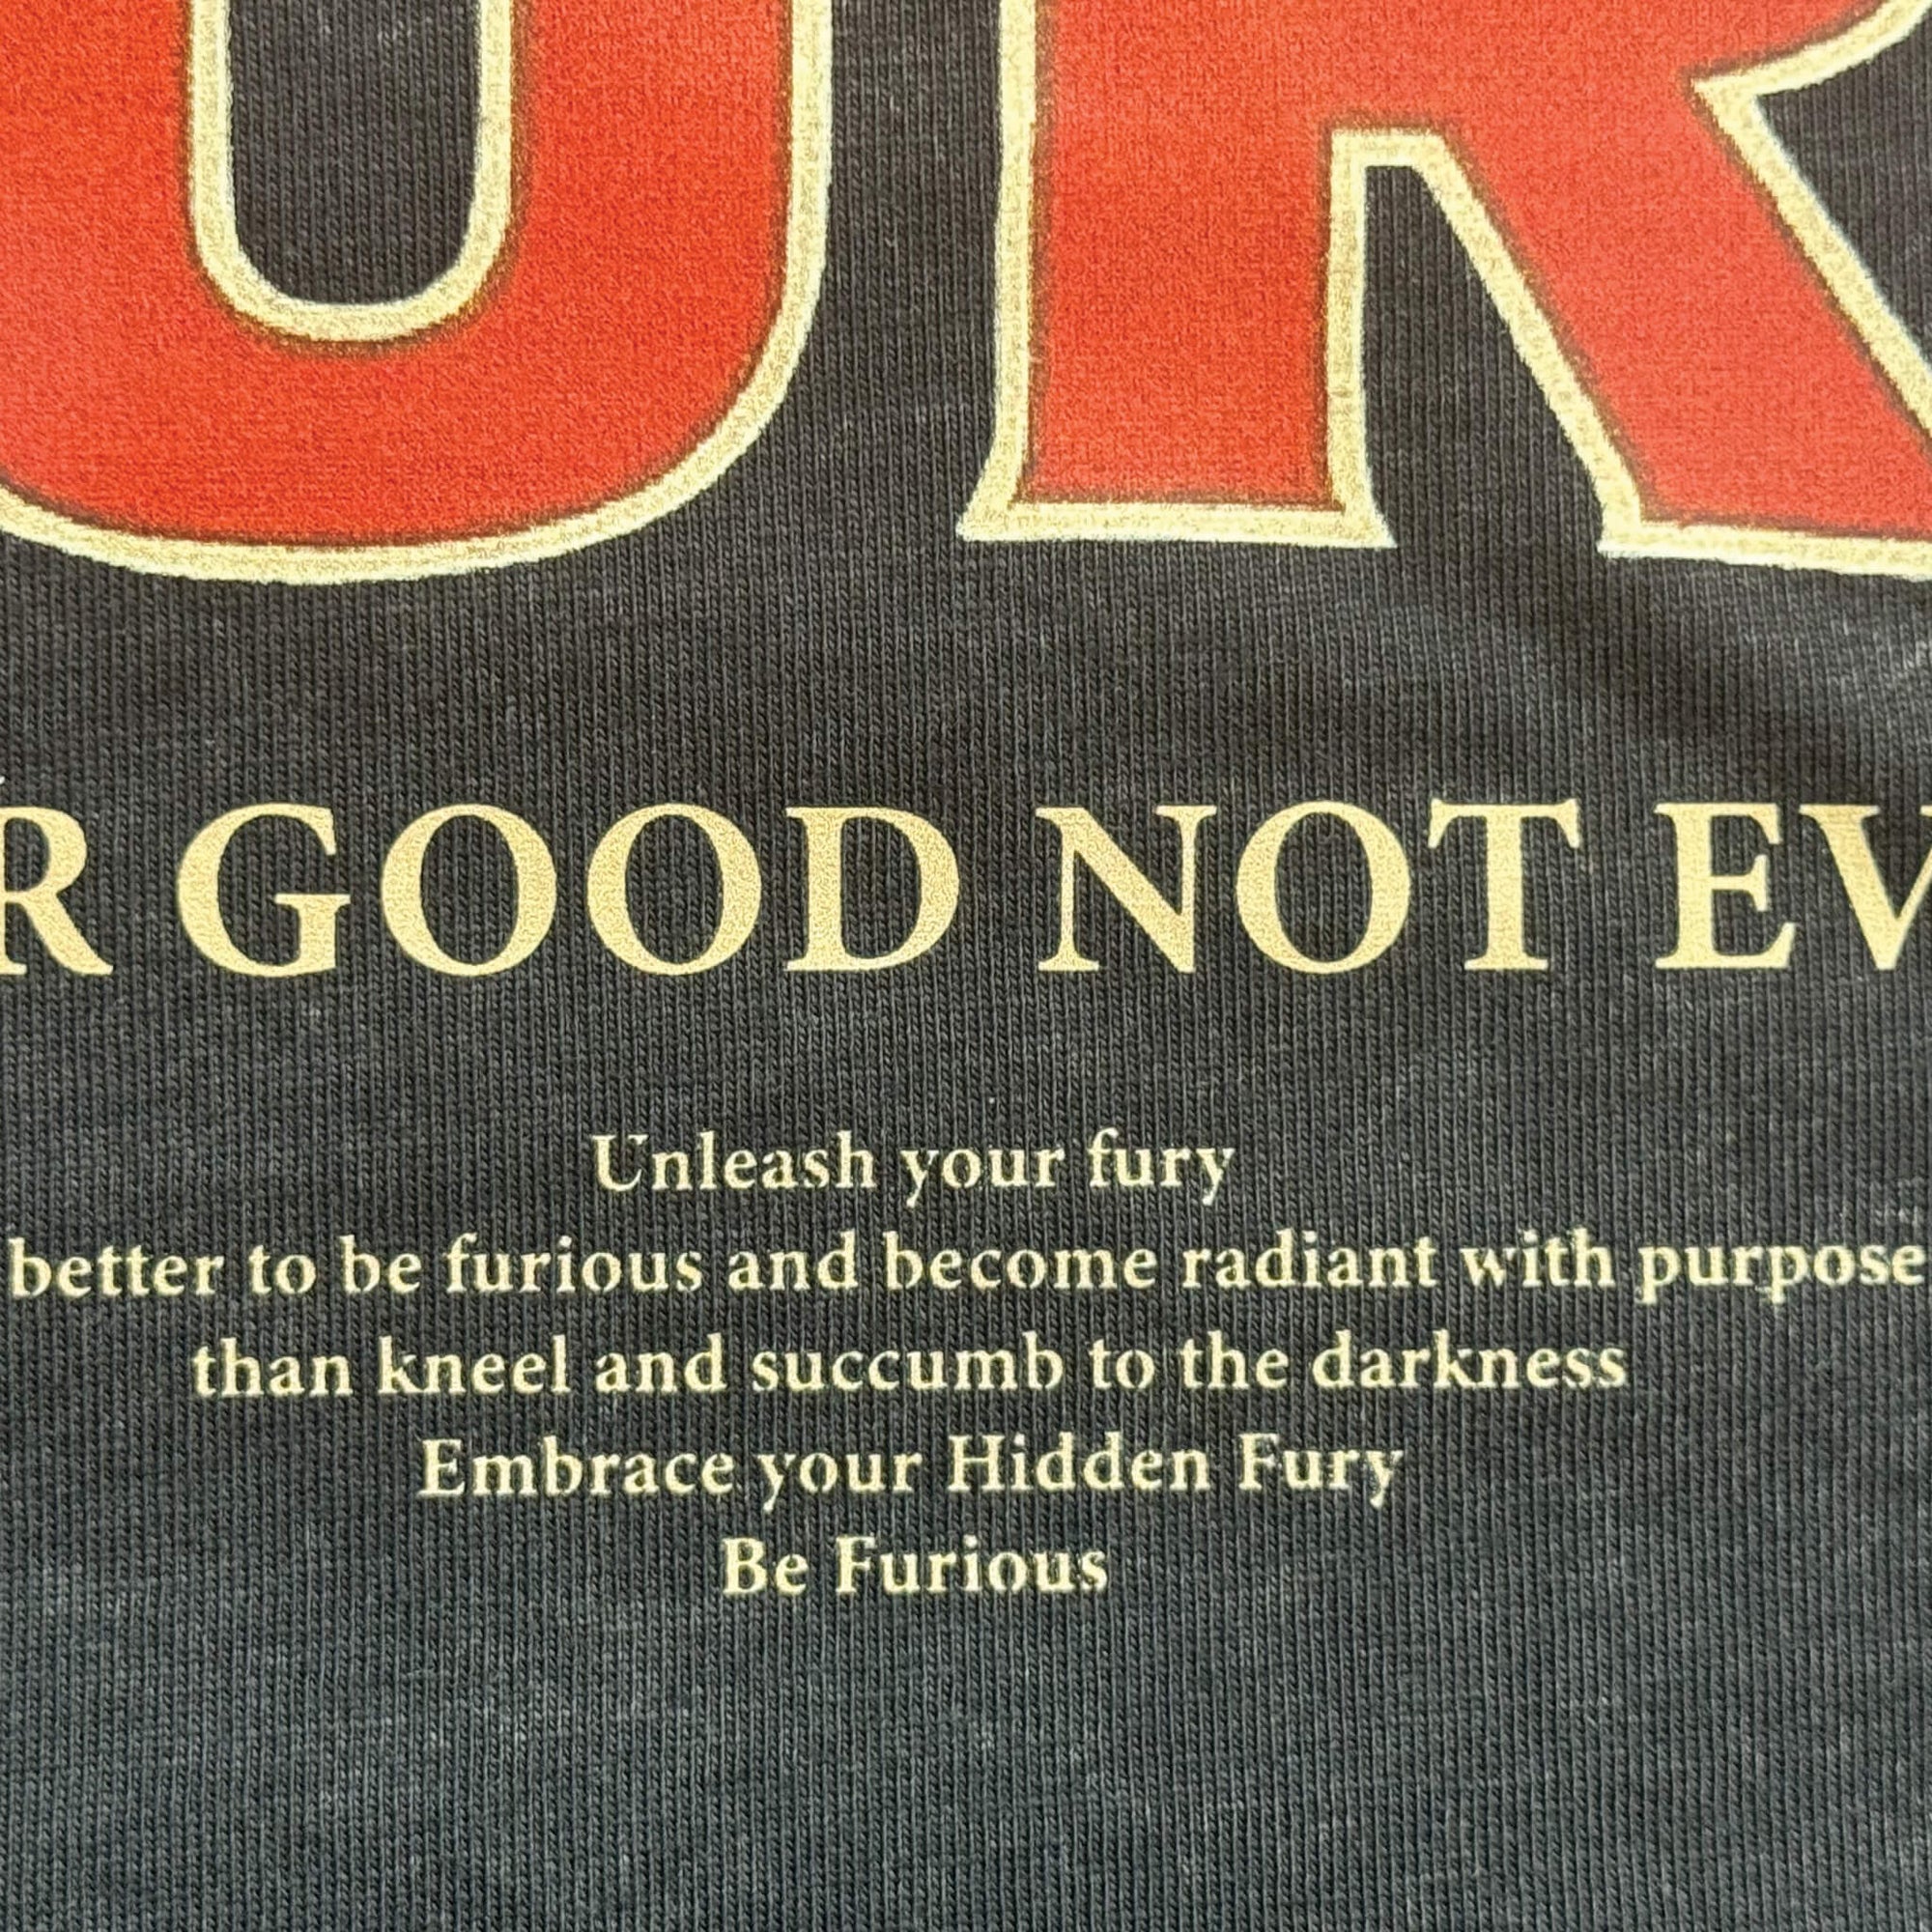 UR
R GOOD NOT EV
Unleash your fury
better to be furious and become radiant with purpose
than kneel and succumb to the darkness
Embrace your Hidden Fury
Be Furious